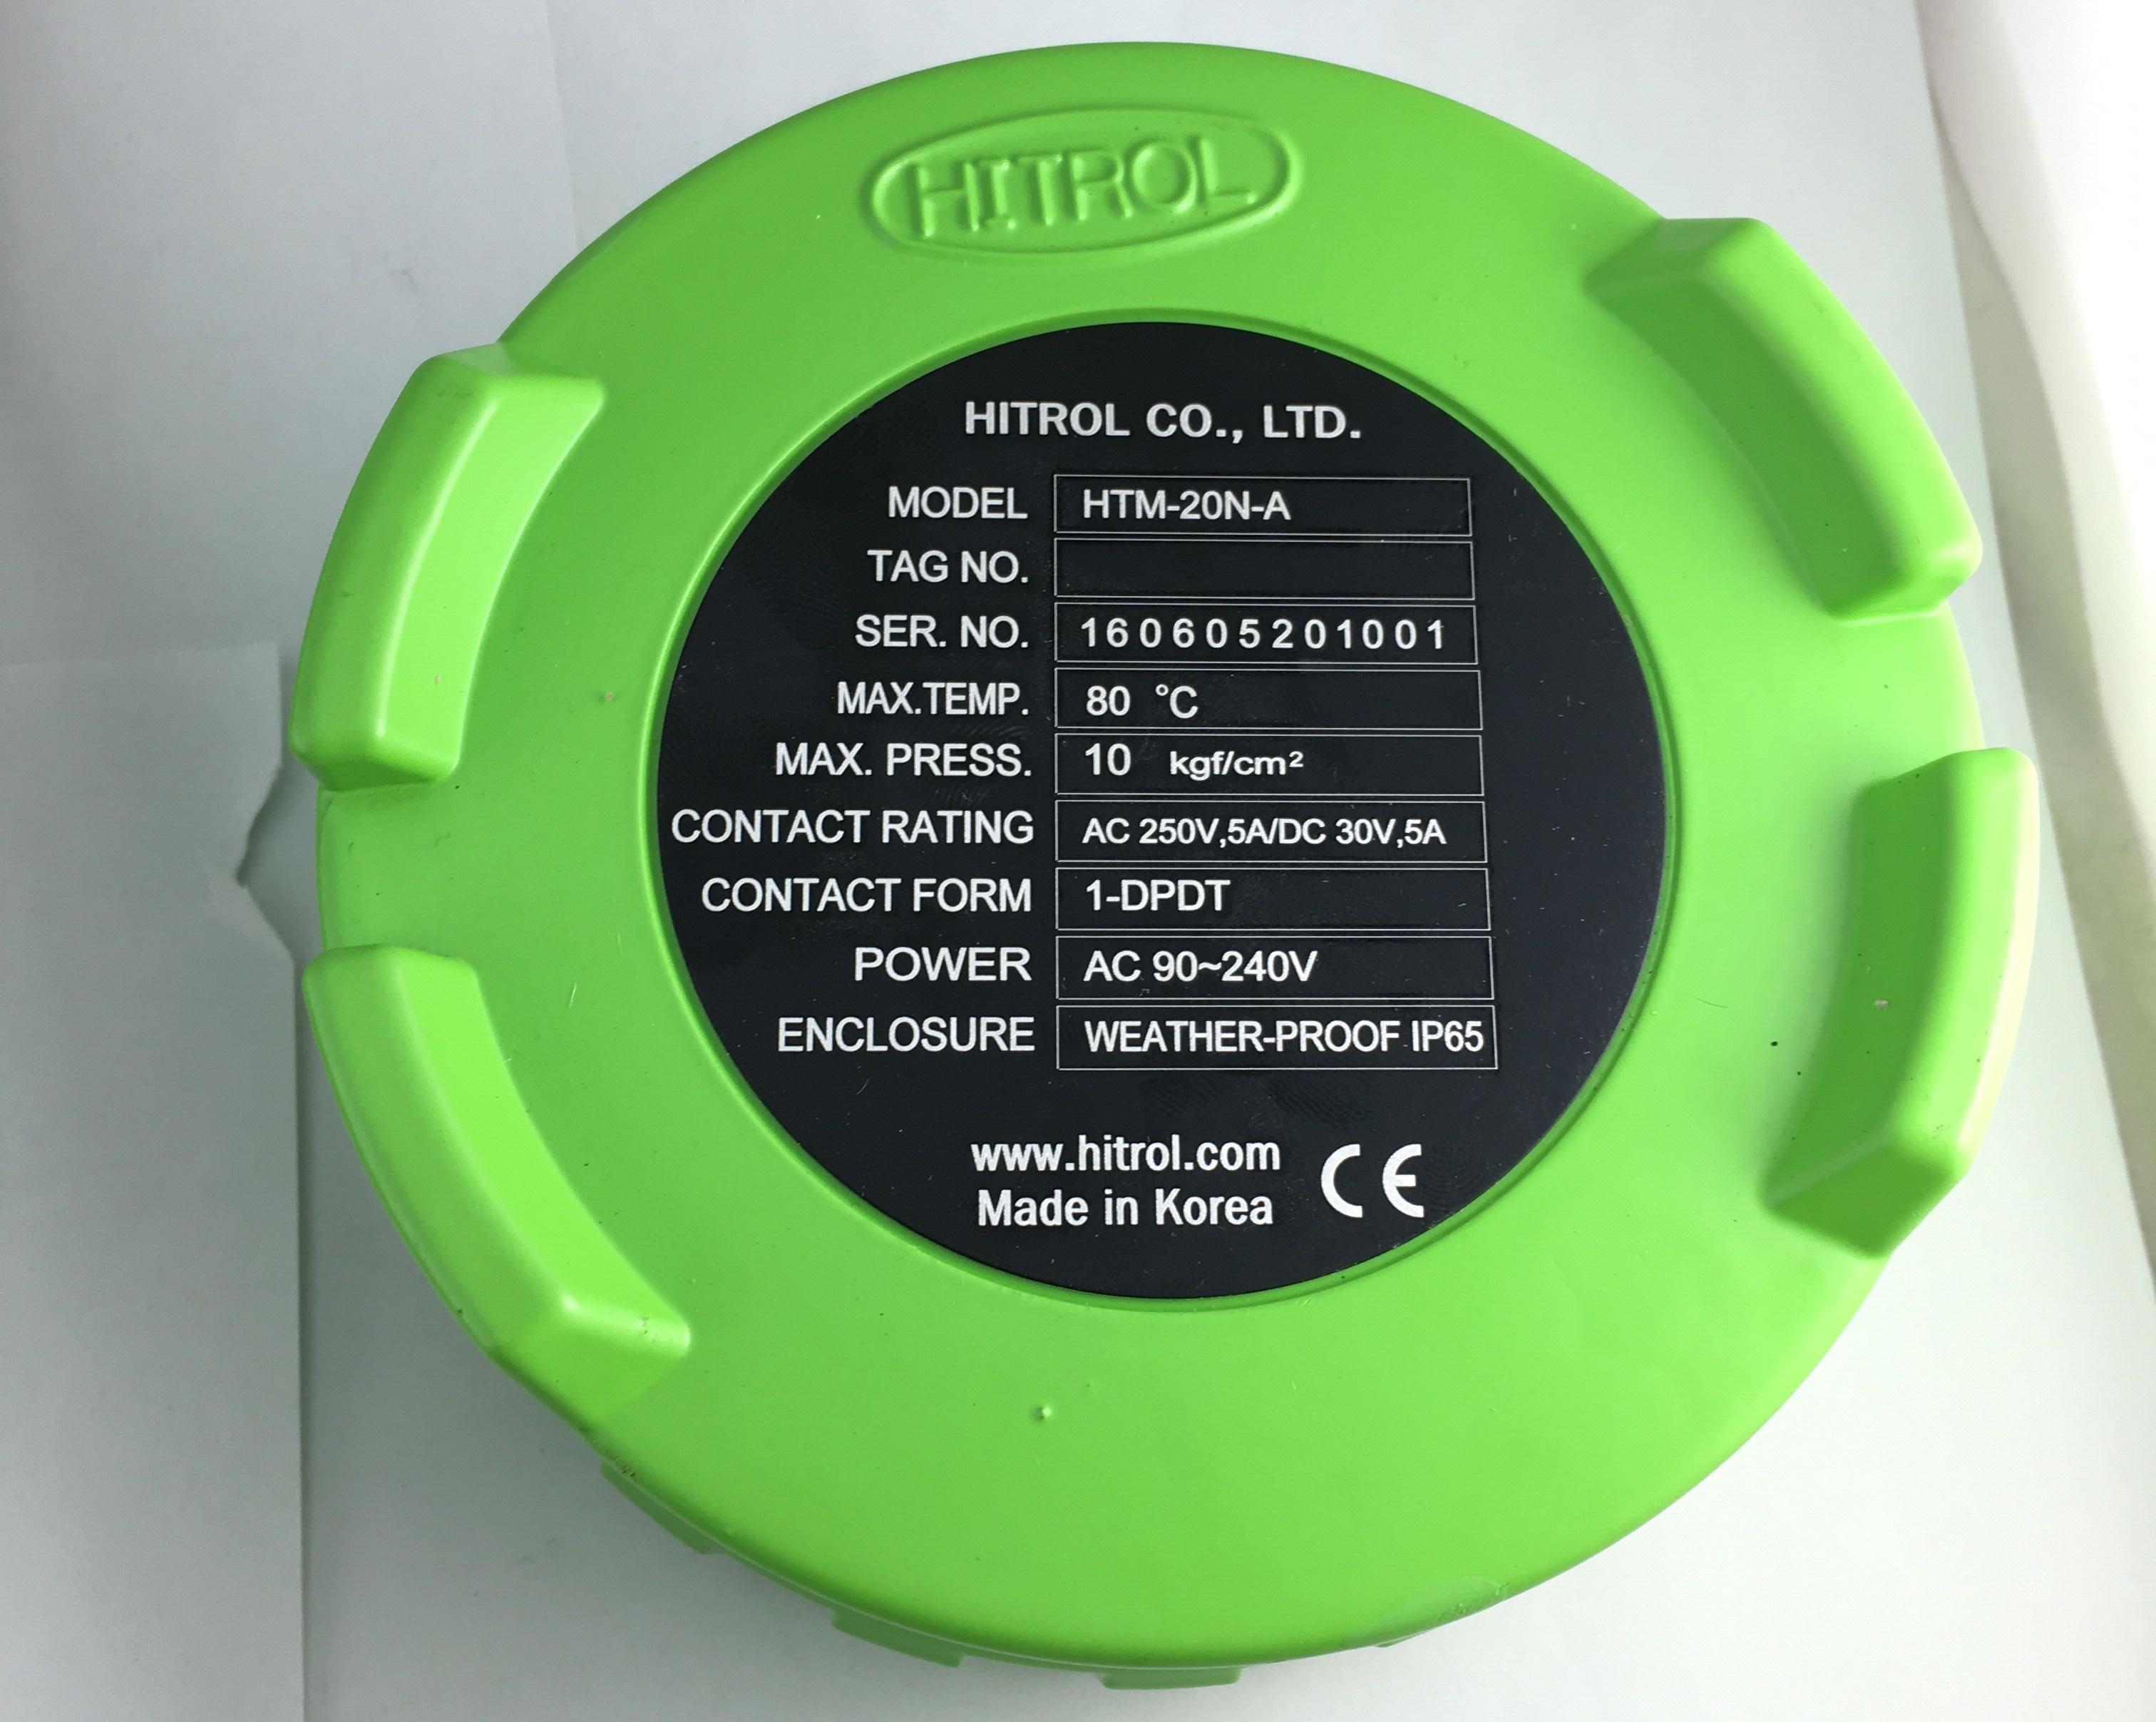 HITROL
HITROL CO., LTD.
MODEL HTM-20N-A
TAG NO.
SER. NO. 160605201001
MAX.TEMP. 80 °C
MAX. PRESS. 10 kgf/cm²
CONTACT RATING AC 250V,5A/DC 30V,5A
CONTACT FORM 1-DPDT
POWER AC 90~240V
ENCLOSURE WEATHER-PROOF IP65
www.hitrol.com
Made in Korea CE